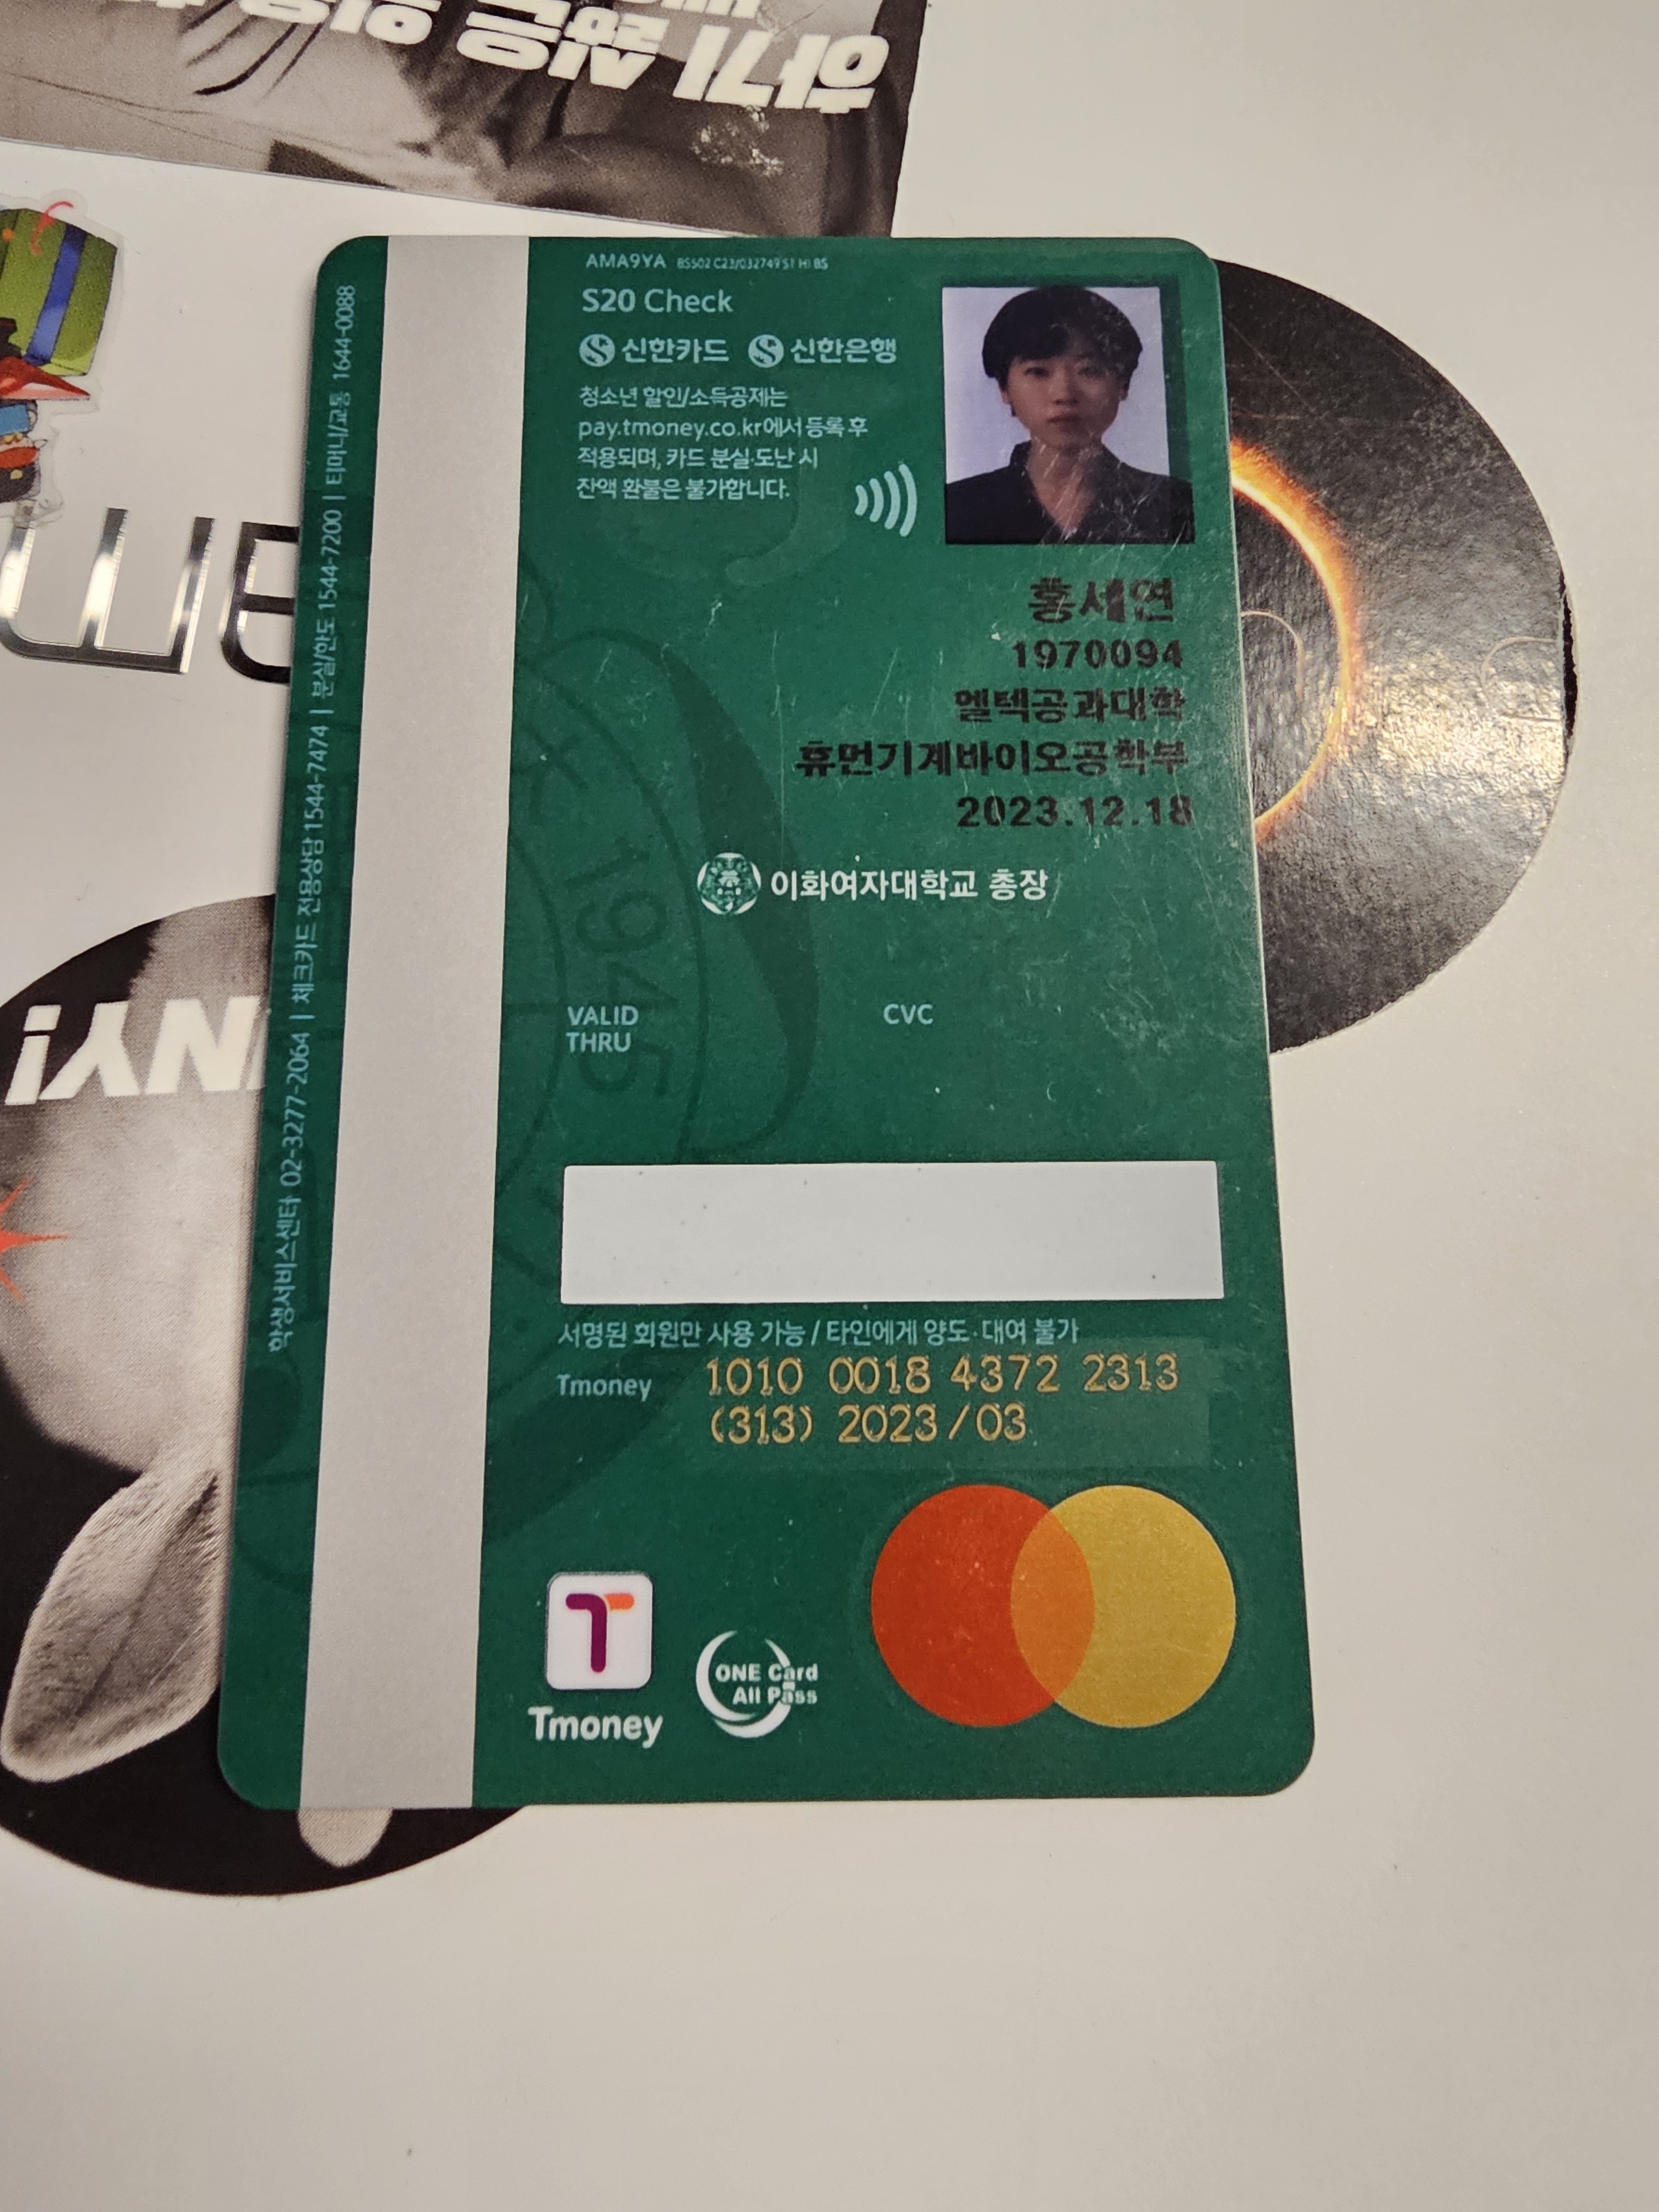 하기 싫은
AMA9YA
S20 Check
신한카드 신한은행
청소년 할인/소득공제는
pay.tmoney.co.kr에서 등록 후
적용되며, 카드 분실·도난 시
잔액 환불은 불가합니다.
홍세연
1970094
엘텍공과대학
휴먼기계바이오공학부
2023.12.18
이화여자대학교 총장
1945
VALID
THRU
CVC
서명된 회원만 사용 가능 / 타인에게 양도·대여 불가
Tmoney 1010 0018 4372 2313
(313) 2023/03
Tmoney
ONE Card
All Pass
학생서비스센터 02-3277-2064 | 체크카드 전용상담 1544-7474 | 분실/한도 1544-7200 | 티머니/교통 1644-0088